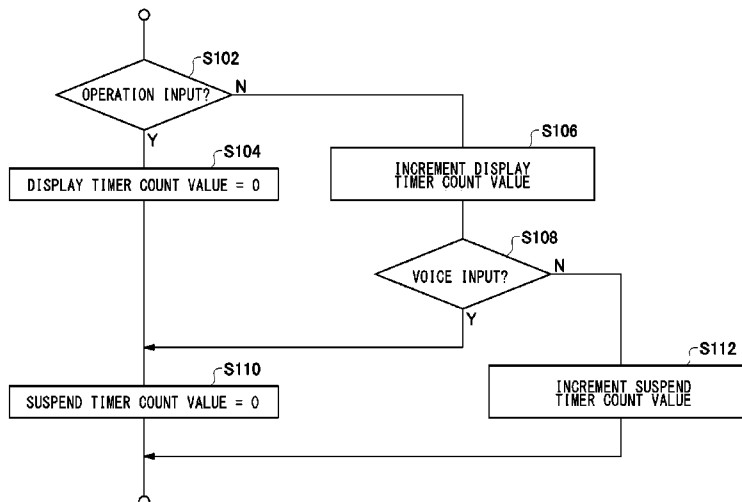 S102
OPERATION INPUT?
N
Y
S104
DISPLAY TIMER COUNT VALUE = 0
S106
INCREMENT DISPLAY
TIMER COUNT VALUE
S108
VOICE INPUT?
N
Y
S110
SUSPEND TIMER COUNT VALUE = 0
S112
INCREMENT SUSPEND
TIMER COUNT VALUE